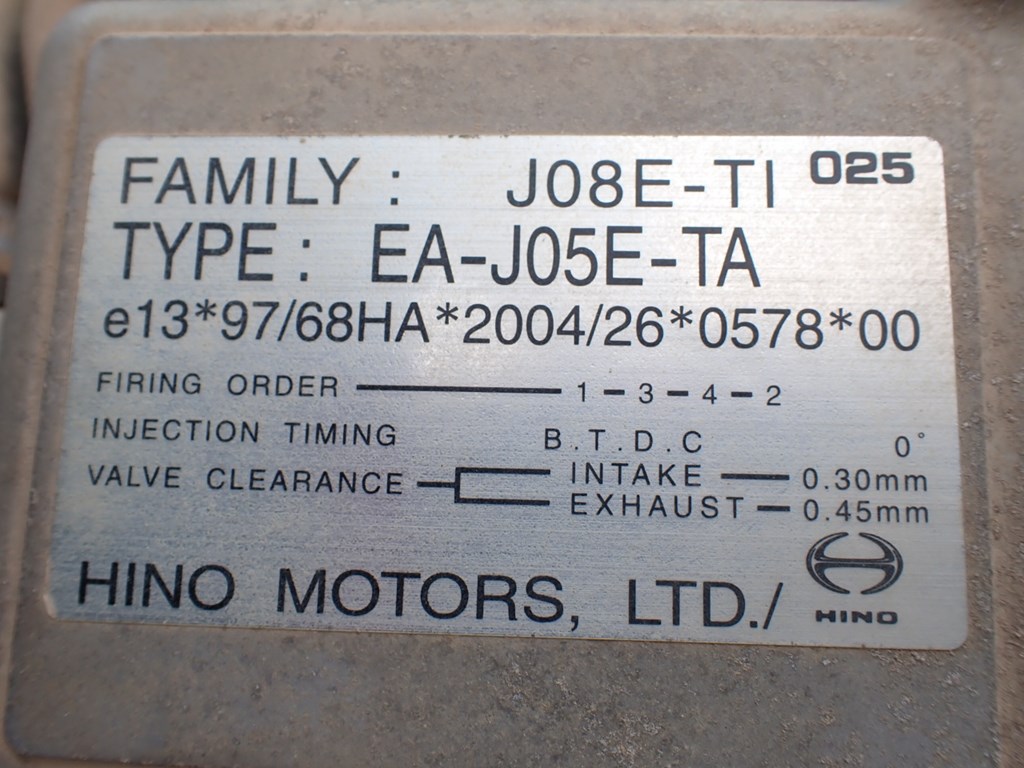 FAMILY : J08E-TI 025
TYPE : EA-J05E-TA
e13*97/68HA*2004/26*0578*00
FIRING ORDER 1-3-4-2
INJECTION TIMING B.T.D.C 0°
VALVE CLEARANCE INTAKE 0.30mm
EXHAUST 0.45mm
HINO MOTORS, LTD./ HINO